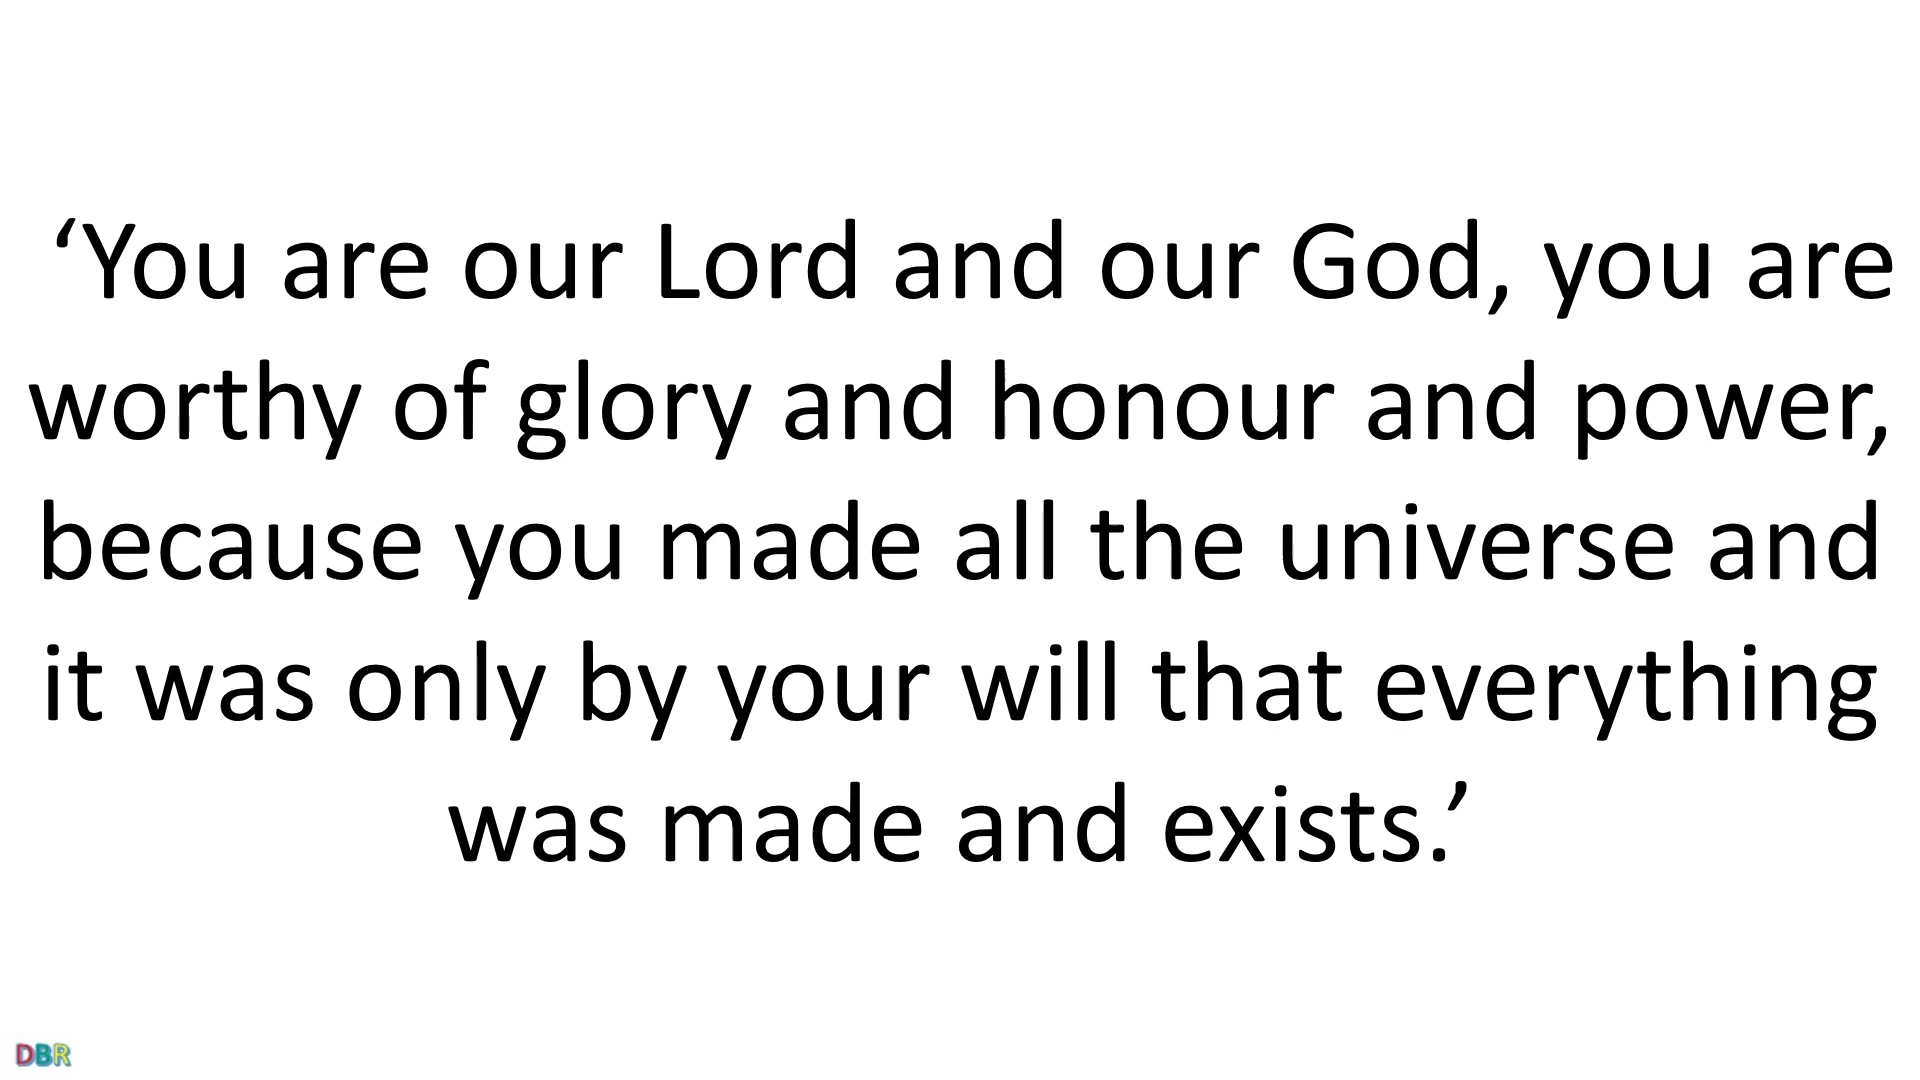 ‘You are our Lord and our God, you are
worthy of glory and honour and power,
because you made all the universe and
it was only by your will that everything
was made and exists.’
DBR